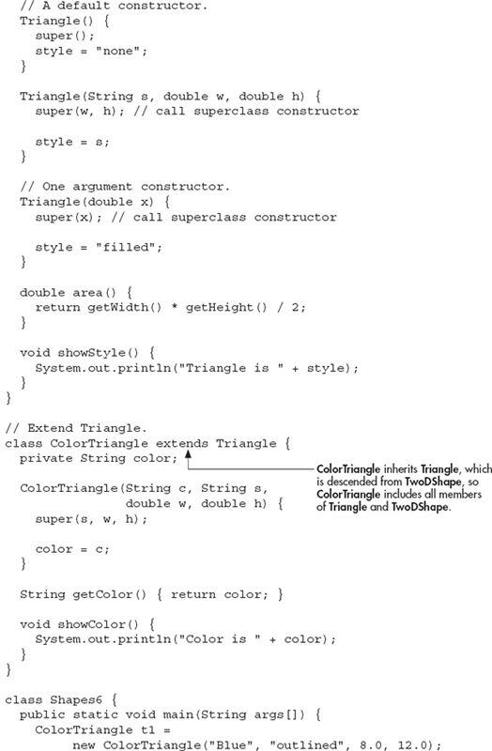 // A default constructor.
Triangle() {
super();
style = "none";
}
Triangle(String s, double w, double h) {
super(w, h); // call superclass constructor
style = s;
}
// One argument constructor.
Triangle(double x) {
super(x); // call superclass constructor
style = "filled";
}
double area() {
return getWidth() * getHeight() / 2;
}
void showStyle() {
System.out.println("Triangle is " + style);
}
}
// Extend Triangle.
class ColorTriangle extends Triangle {
private String color;
ColorTriangle inherits Triangle, which
is descended from TwoDShape, so
ColorTriangle includes all members
of Triangle and TwoDShape.
ColorTriangle(String c, String s,
double w, double h) {
super(s, w, h);
color = c;
}
String getColor() { return color; }
void showColor() {
System.out.println("Color is " + color);
}
}
class Shapes6 {
public static void main(String args[]) {
ColorTriangle t1 =
new ColorTriangle("Blue", "outlined", 8.0, 12.0);